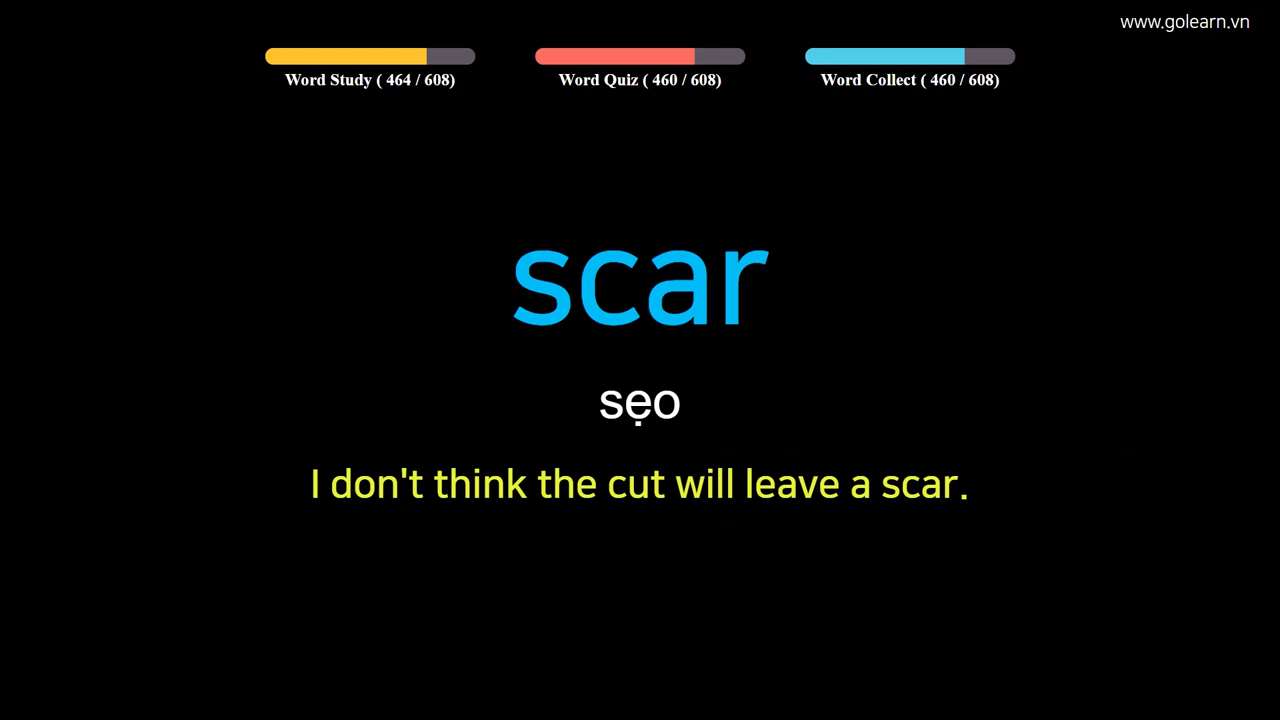 www.golearn.vn
Word Study ( 464 / 608) Word Quiz ( 460 / 608) Word Collect ( 460 / 608)
scar
sẹo
I don't think the cut will leave a scar.